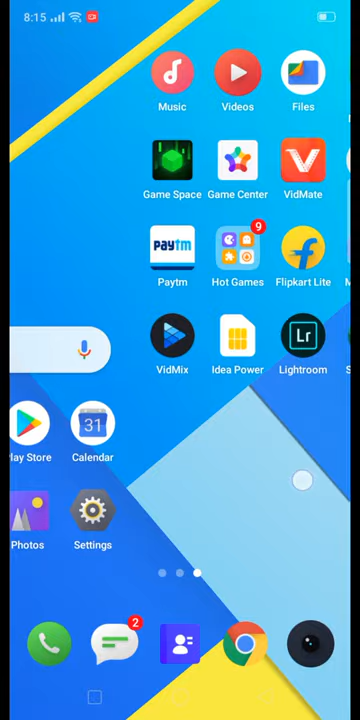 8:15
Music Videos Files
Game Space Game Center VidMate
paytm
9
Paytm Hot Games Flipkart Lite
Lr
VidMix Idea Power Lightroom
31
lay Store Calendar
Photos Settings
2